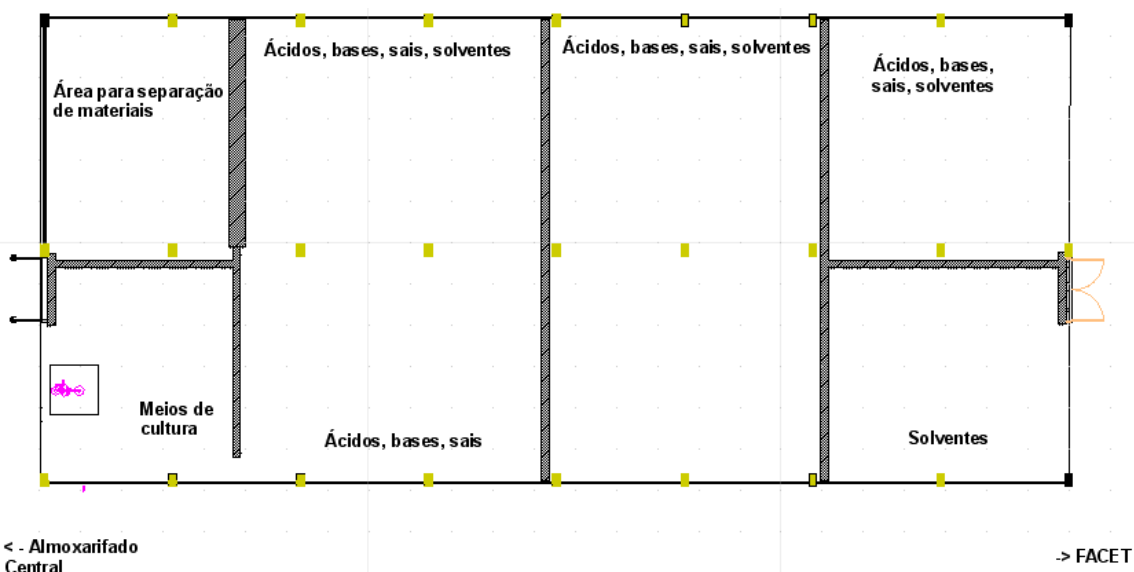 Ácidos, bases, sais, solventes
Ácidos, bases, sais, solventes
Ácidos, bases,
sais, solventes
Área para separação
de materiais
Meios de
cultura
Ácidos, bases, sais
Solventes
< - Almoxarifado
Central
-> FACET